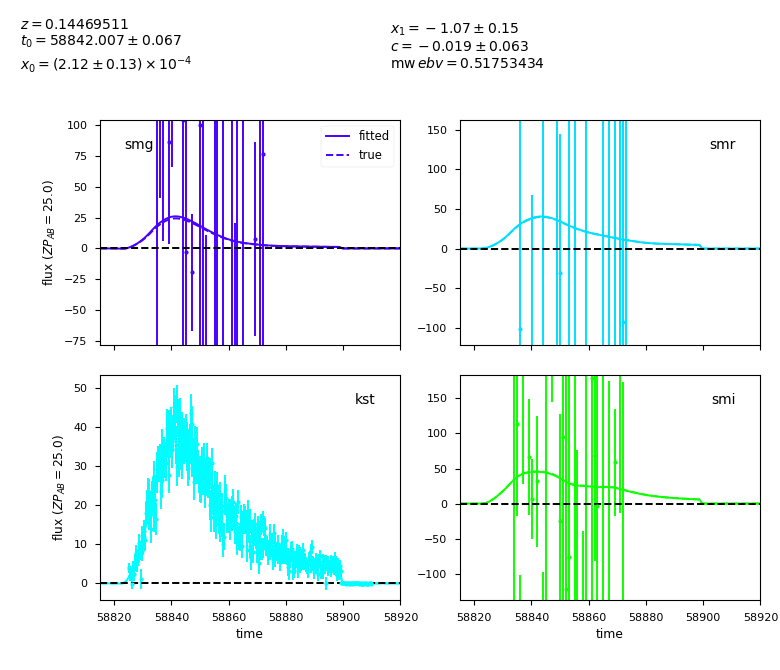 z = 0.14469511
t₀ = 58842.007 ± 0.067
x₀ = (2.12 ± 0.13) × 10⁻⁴
x₁ = −1.07 ± 0.15
c = −0.019 ± 0.063
mw ebv = 0.51753434
smg
fitted
true
100
75
50
25
0
−25
−50
−75
flux (ZP_AB = 25.0)
smr
150
100
50
0
−50
−100
kst
50
40
30
20
10
0
flux (ZP_AB = 25.0)
58820 58840 58860 58880 58900 58920
time
smi
150
100
50
0
−50
−100
58820 58840 58860 58880 58900 58920
time